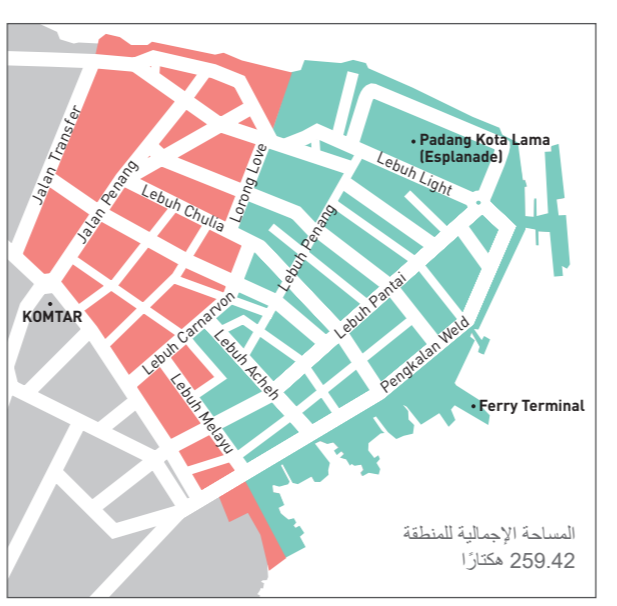 Padang Kota Lama
(Esplanade)
Jalan Transfer
Lebuh Light
Jalan Penang
Lorong Love
Lebuh Chulia
Lebuh Penang
KOMTAR
Lebuh Pantai
Lebuh Carnarvon
Pengkalan Weld
Lebuh Acheh
Lebuh Melayu
Ferry Terminal
المساحة الإجمالية للمنطقة
259.42 هكتارًا